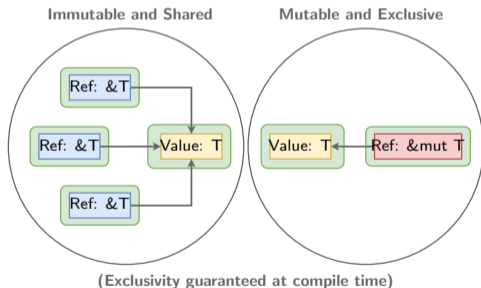 Immutable and Shared
Mutable and Exclusive
Ref: &T
Ref: &T
Value: T
Ref: &T
Value: T
Ref: &mut T
(Exclusivity guaranteed at compile time)